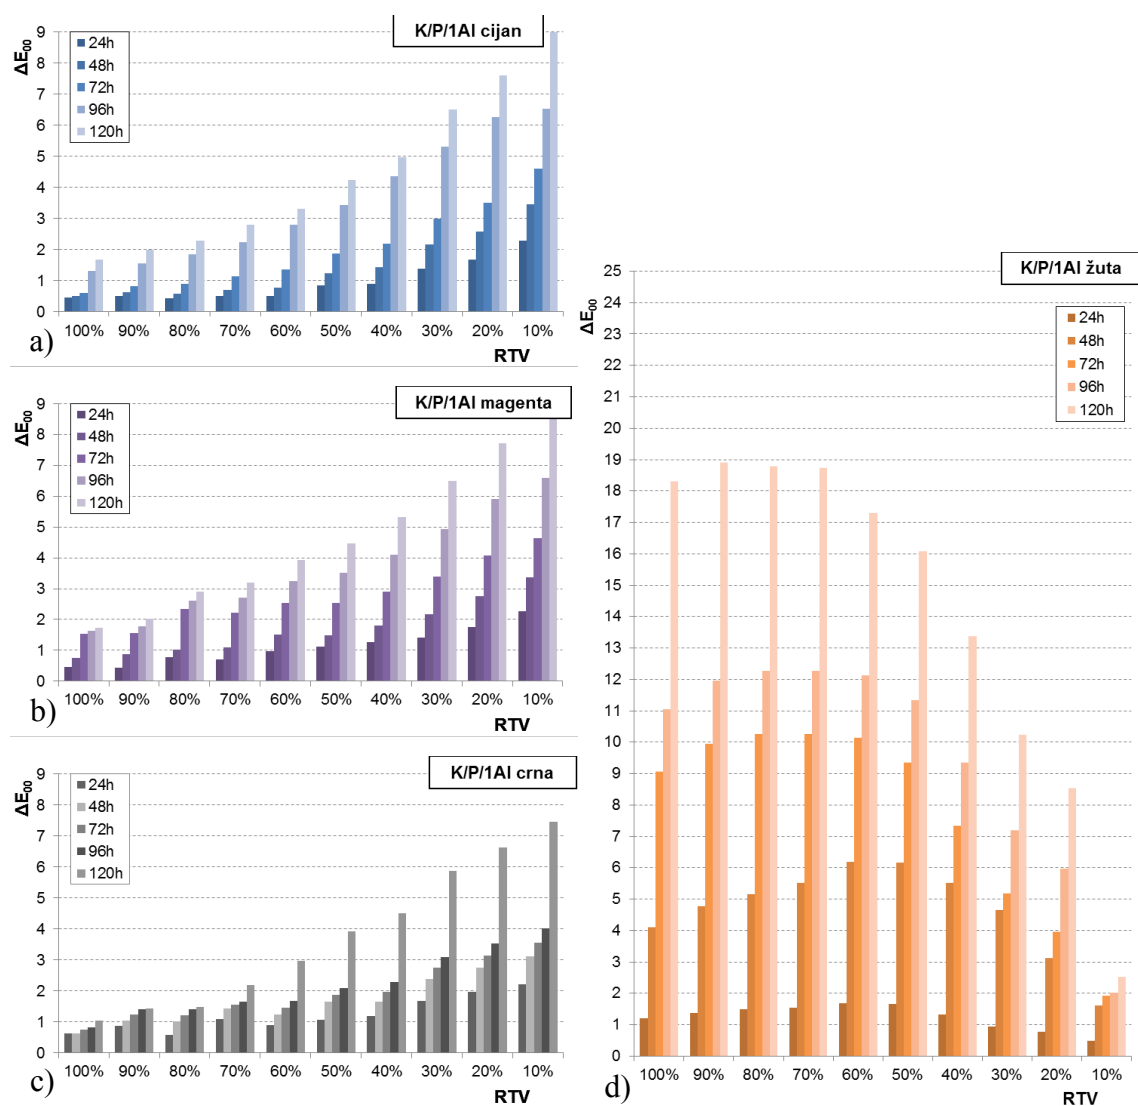 K/P/1Al cijan
ΔE00
9
8
7
6
5
4
3
2
1
0
24h
48h
72h
96h
120h
100% 90% 80% 70% 60% 50% 40% 30% 20% 10%
RTV
a)
K/P/1Al magenta
ΔE00
9
8
7
6
5
4
3
2
1
0
24h
48h
72h
96h
120h
100% 90% 80% 70% 60% 50% 40% 30% 20% 10%
RTV
b)
K/P/1Al crna
ΔE00
9
8
7
6
5
4
3
2
1
0
24h
48h
72h
96h
120h
100% 90% 80% 70% 60% 50% 40% 30% 20% 10%
RTV
c)
K/P/1Al žuta
ΔE00
25
24
23
22
21
20
19
18
17
16
15
14
13
12
11
10
9
8
7
6
5
4
3
2
1
0
24h
48h
72h
96h
120h
100% 90% 80% 70% 60% 50% 40% 30% 20% 10%
RTV
d)